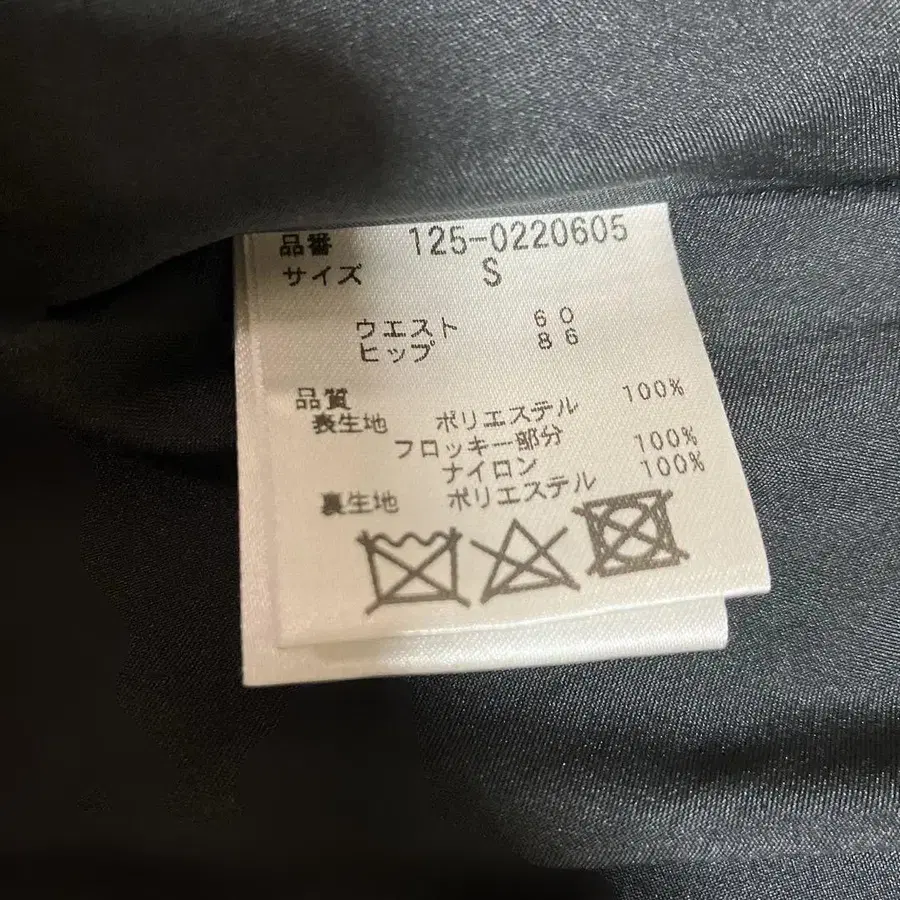 品番 125-0220605
サイズ S
ウエスト 60
ヒップ 86
品質
表生地 ポリエステル 100%
フロッキー部分
ナイロン 100%
裏生地 ポリエステル 100%